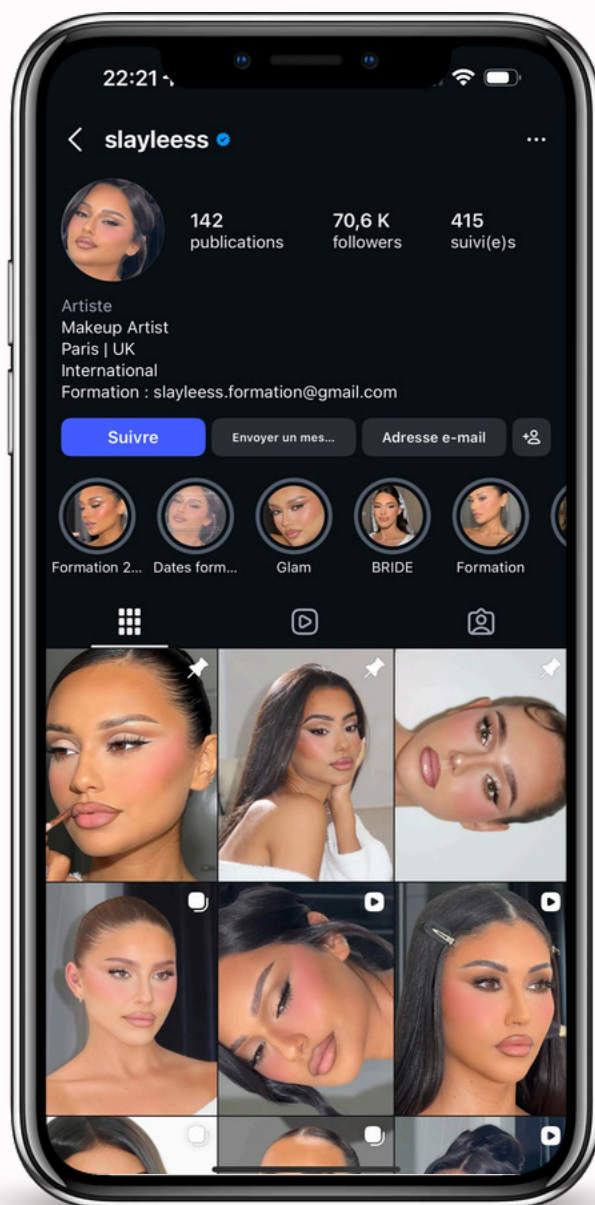 22:21
slayleess
142
publications
70,6 K
followers
415
suivi(e)s
Artiste
Makeup Artist
Paris | UK
International
Formation : slayleess.formation@gmail.com
Suivre
Envoyer un mes...
Adresse e-mail
Formation 2...
Dates form...
Glam
BRIDE
Formation